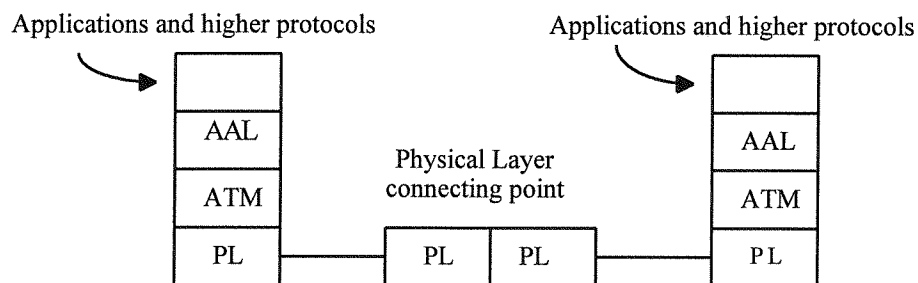 Applications and higher protocols
Applications and higher protocols
AAL
AAL
Physical Layer
connecting point
ATM
ATM
PL
PL
PL
PL